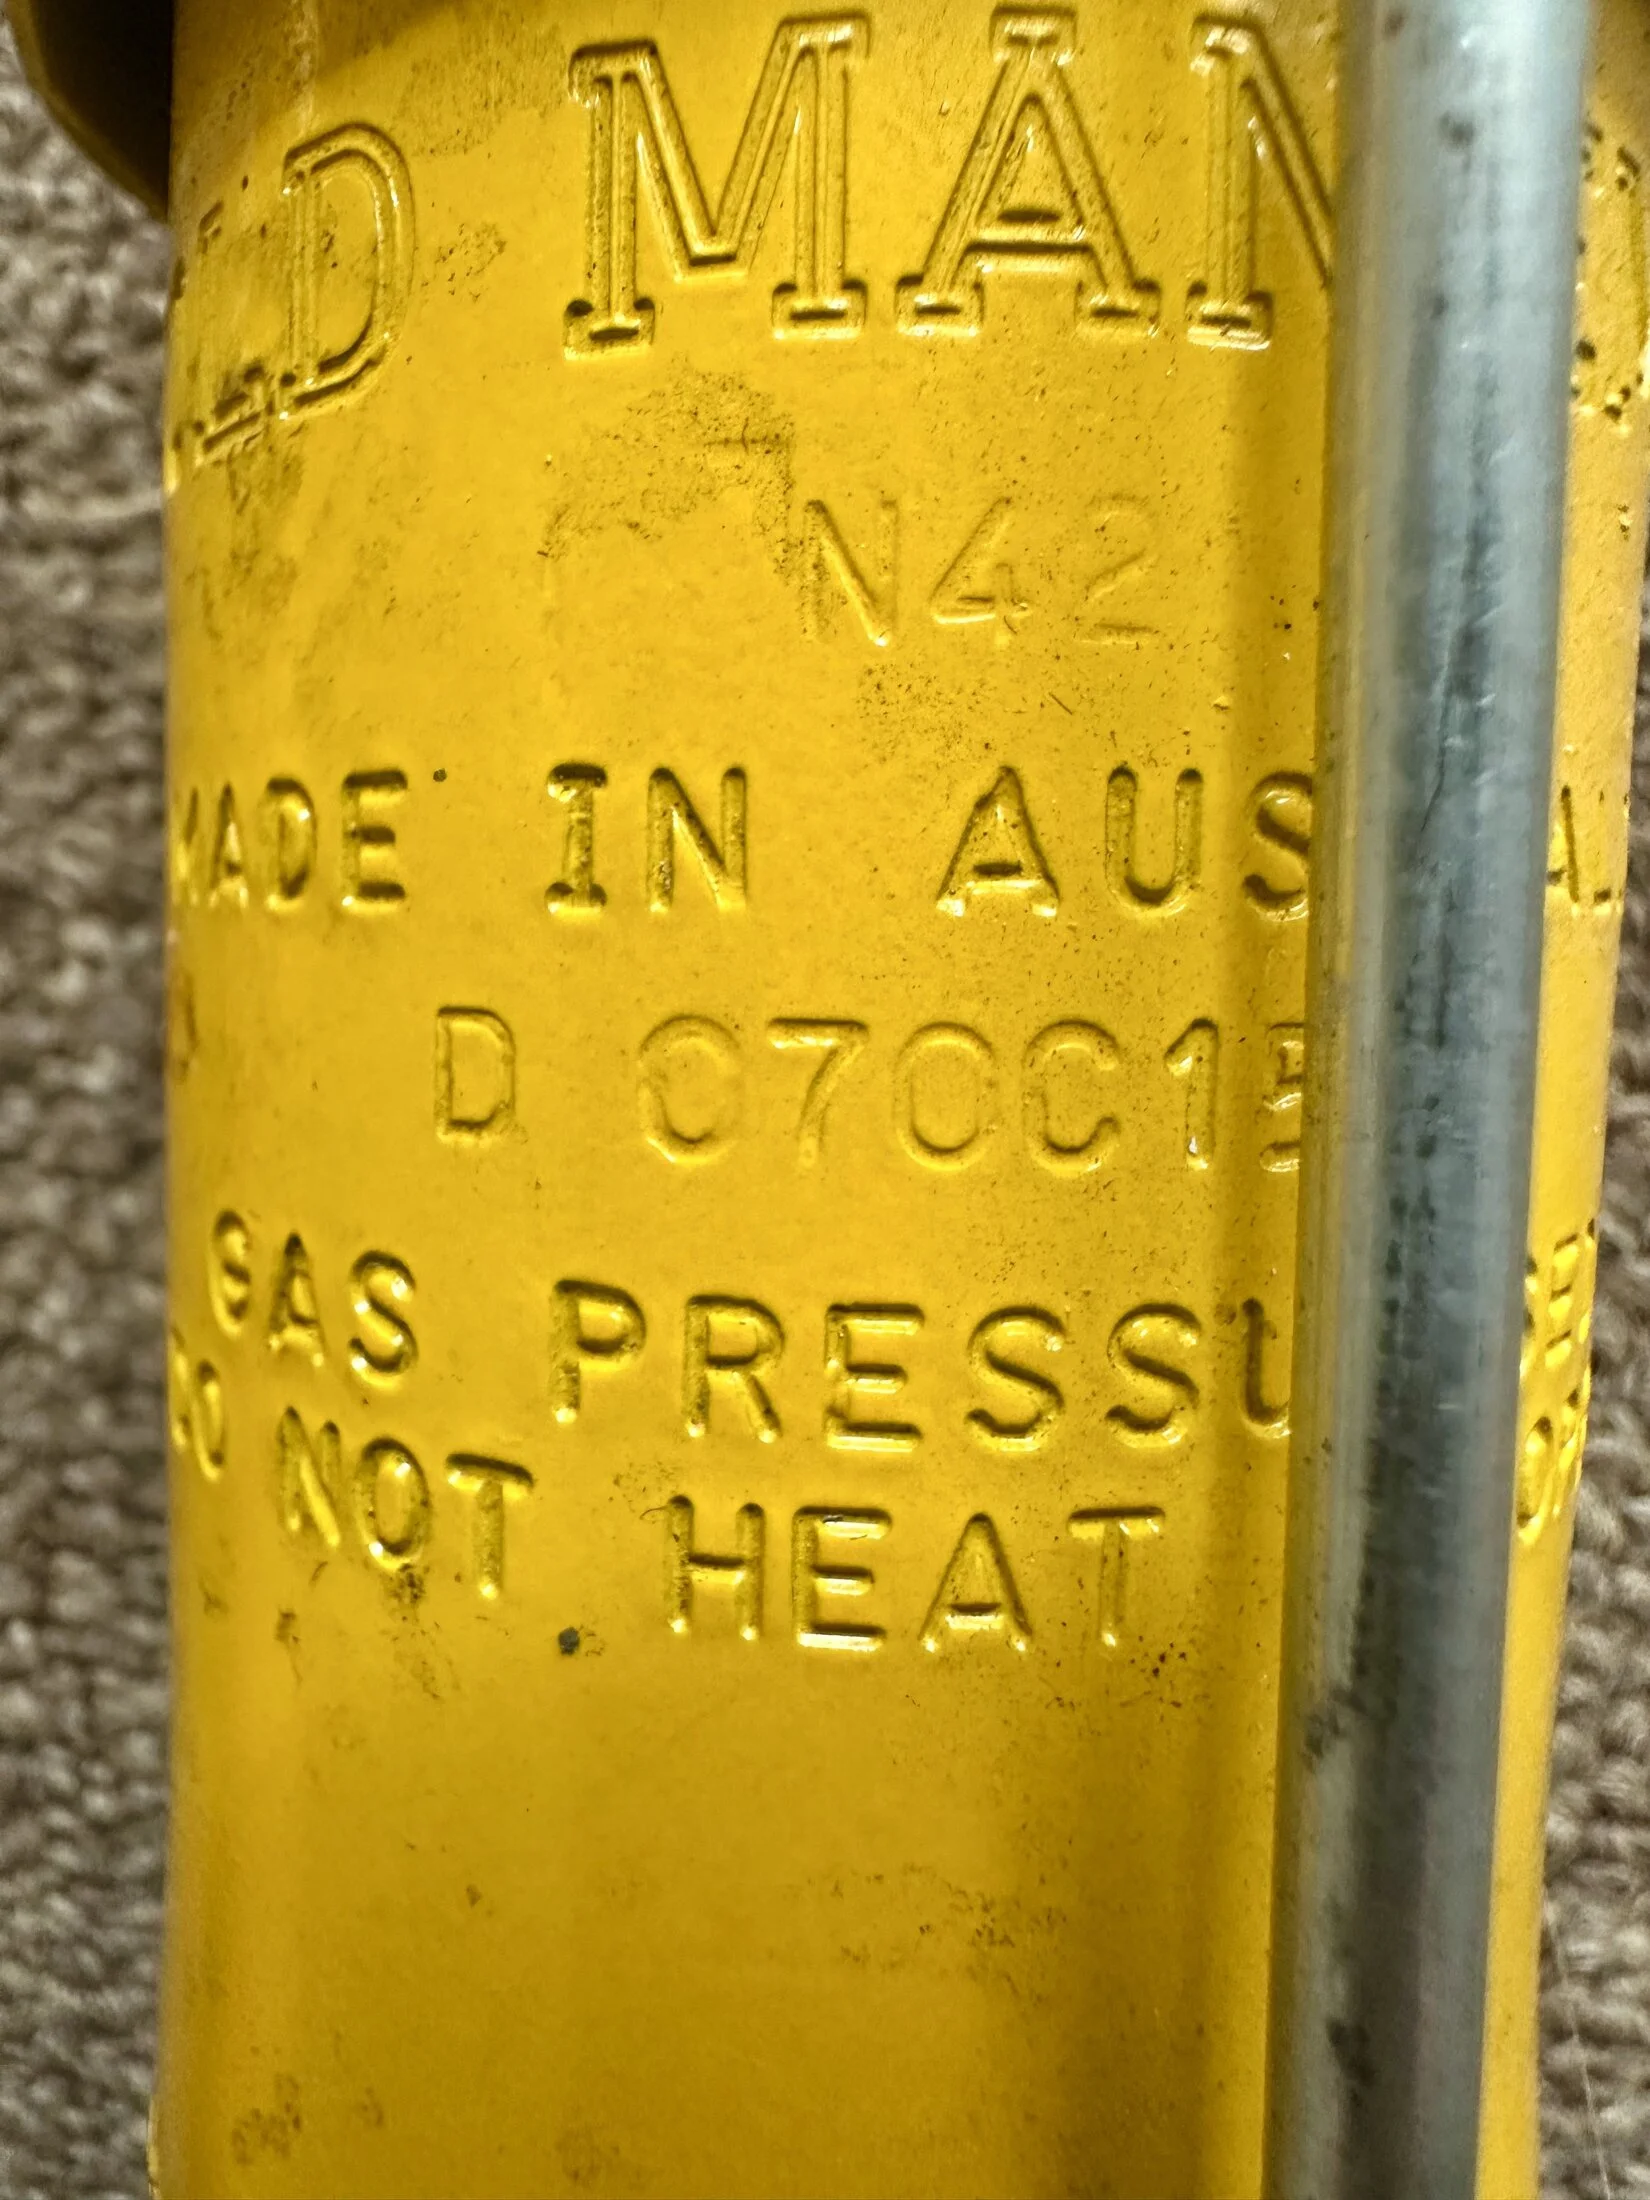 MAN
N42
MADE IN AUS
D 070C15
GAS PRESSU
DO NOT HEAT